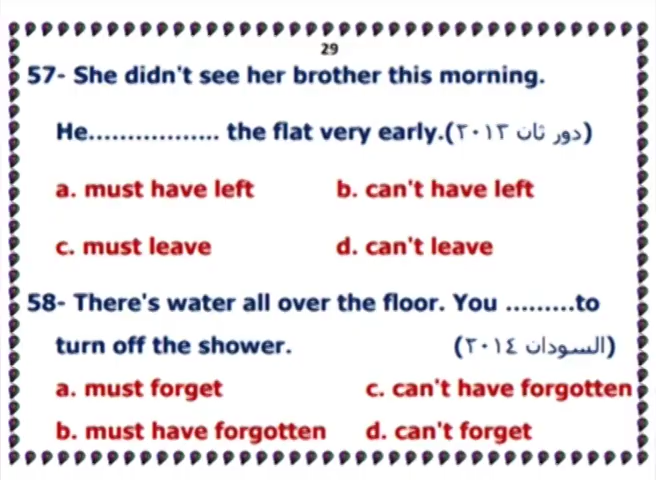 29
57- She didn't see her brother this morning.
He.................. the flat very early.(دور ثان ٢٠١٣)
a. must have left b. can't have left
c. must leave d. can't leave
58- There's water all over the floor. You .........to
turn off the shower. (السودان ٢٠١٤)
a. must forget c. can't have forgotten
b. must have forgotten d. can't forget